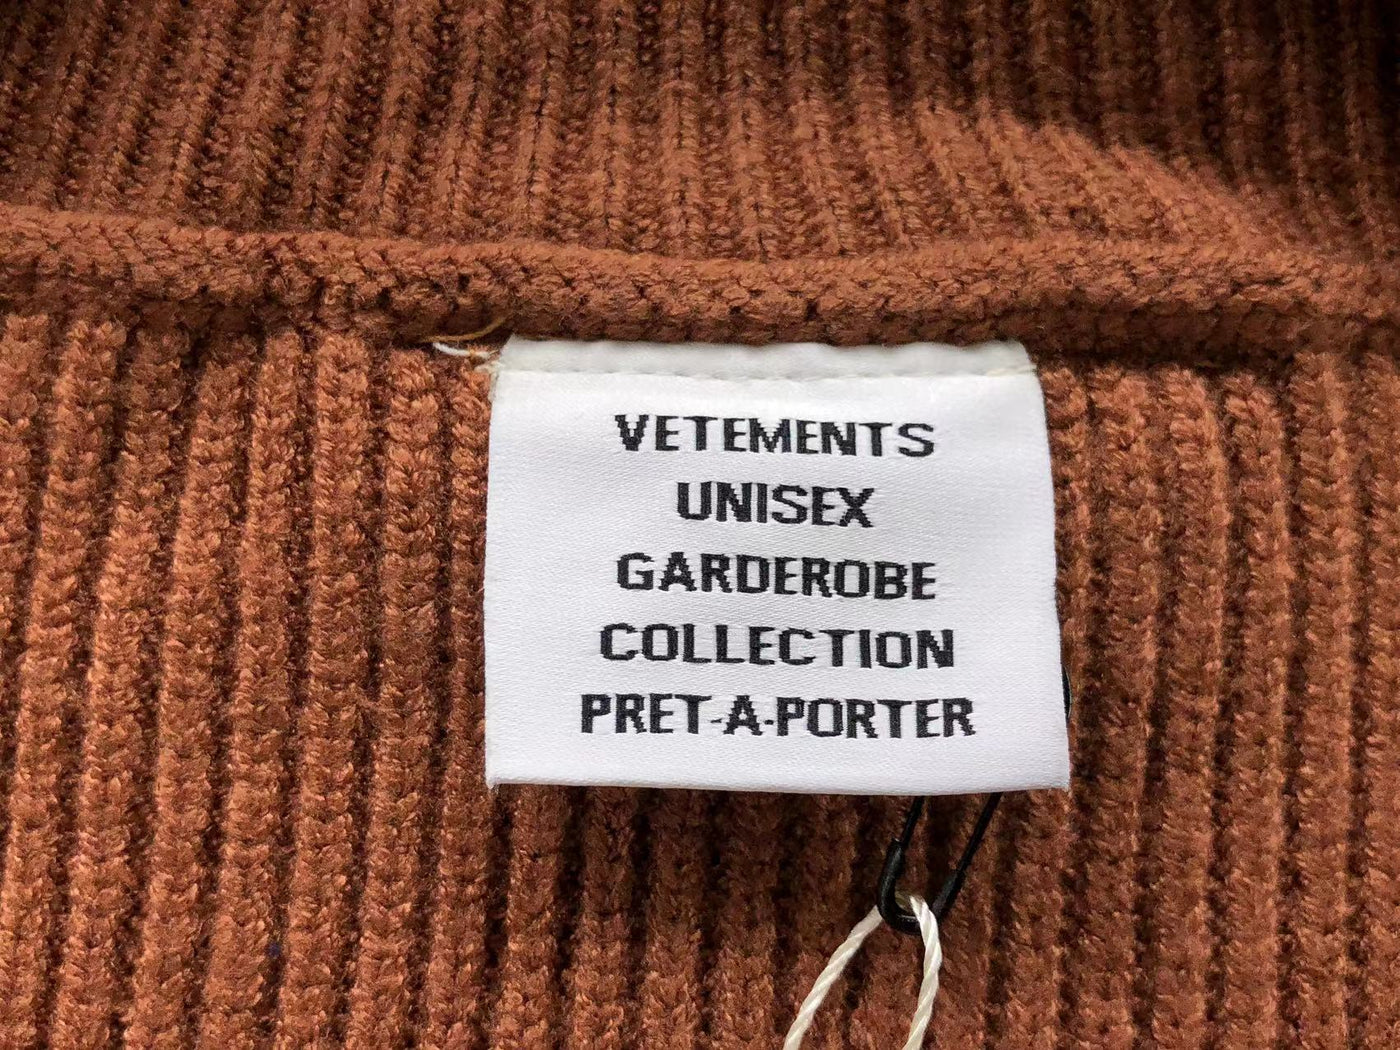 VETEMENTS
UNISEX
GARDEROBE
COLLECTION
PRET-A-PORTER